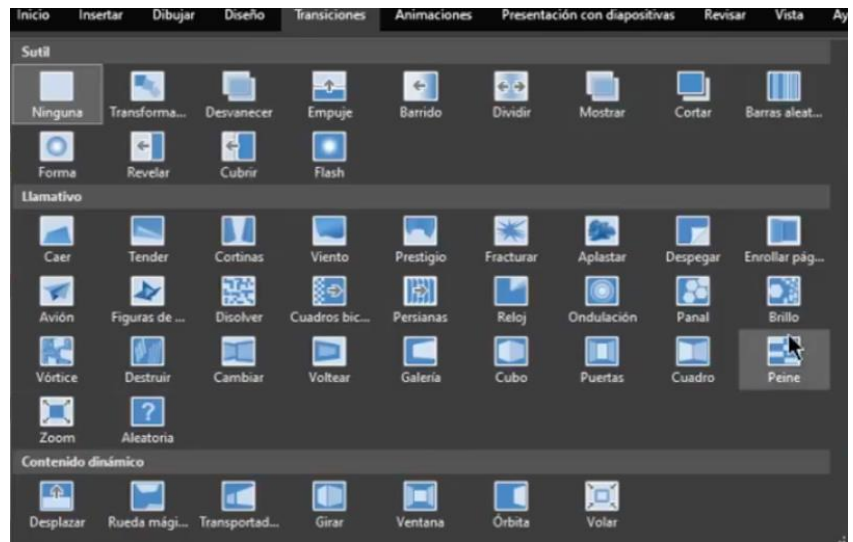 Inicio Insertar Dibujar Diseño Transiciones Animaciones Presentación con diapositivas Revisar Vista Ay
Sutil
Ninguna Transforma... Desvanecer Empuje Barrido Dividir Mostrar Cortar Barras aleat...
Forma Revelar Cubrir Flash
Llamativo
Caer Tender Cortinas Viento Prestigio Fracturar Aplastar Despegar Enrollar pág...
Avión Figuras de ... Disolver Cuadros bic... Persianas Reloj Ondulación Panal Brillo
Vórtice Destruir Cambiar Voltear Galería Cubo Puertas Cuadro Peine
Zoom Aleatoria
Contenido dinámico
Desplazar Rueda mági... Transportad... Girar Ventana Órbita Volar